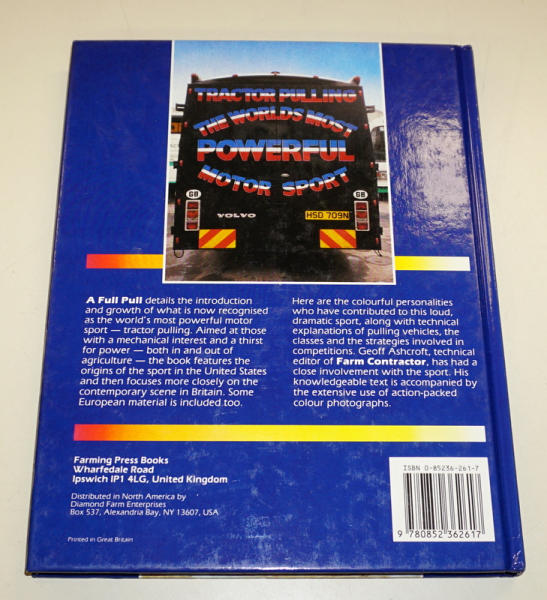 TRACTOR PULLING
THE WORLDS MOST
POWERFUL
MOTOR SPORT
GB
GB
VOLVO
HSD 709N
A Full Pull details the introduction
and growth of what is now recognised
as the world's most powerful motor
sport — tractor pulling. Aimed at those
with a mechanical interest and a thirst
for power — both in and out of
agriculture — the book features the
origins of the sport in the United States
and then focuses more closely on the
contemporary scene in Britain. Some
European material is included too.
Here are the colourful personalities
who have contributed to this loud,
dramatic sport, along with technical
explanations of pulling vehicles, the
classes and the strategies involved in
competitions. Geoff Ashcroft, technical
editor of Farm Contractor, has had a
close involvement with the sport. His
knowledgeable text is accompanied by
the extensive use of action-packed
colour photographs.
Farming Press Books
Wharfedale Road
Ipswich IP1 4LG, United Kingdom
Distributed in North America by
Diamond Farm Enterprises
Box 537, Alexandria Bay, NY 13607, USA
Printed in Great Britain
ISBN 0-85236-261-7
9 780852 362617